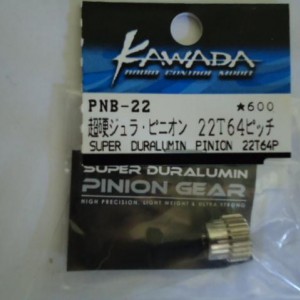 KAWADA
RADIO CONTROL MODEL
PNB-22 ★600
超硬ジュラ・ピニオン 22T64ピッチ
SUPER DURALUMIN PINION 22T64P
SUPER DURALUMIN
PINION GEAR
HIGH PRECISION, LIGHT WEIGHT & ULTRA STRONG